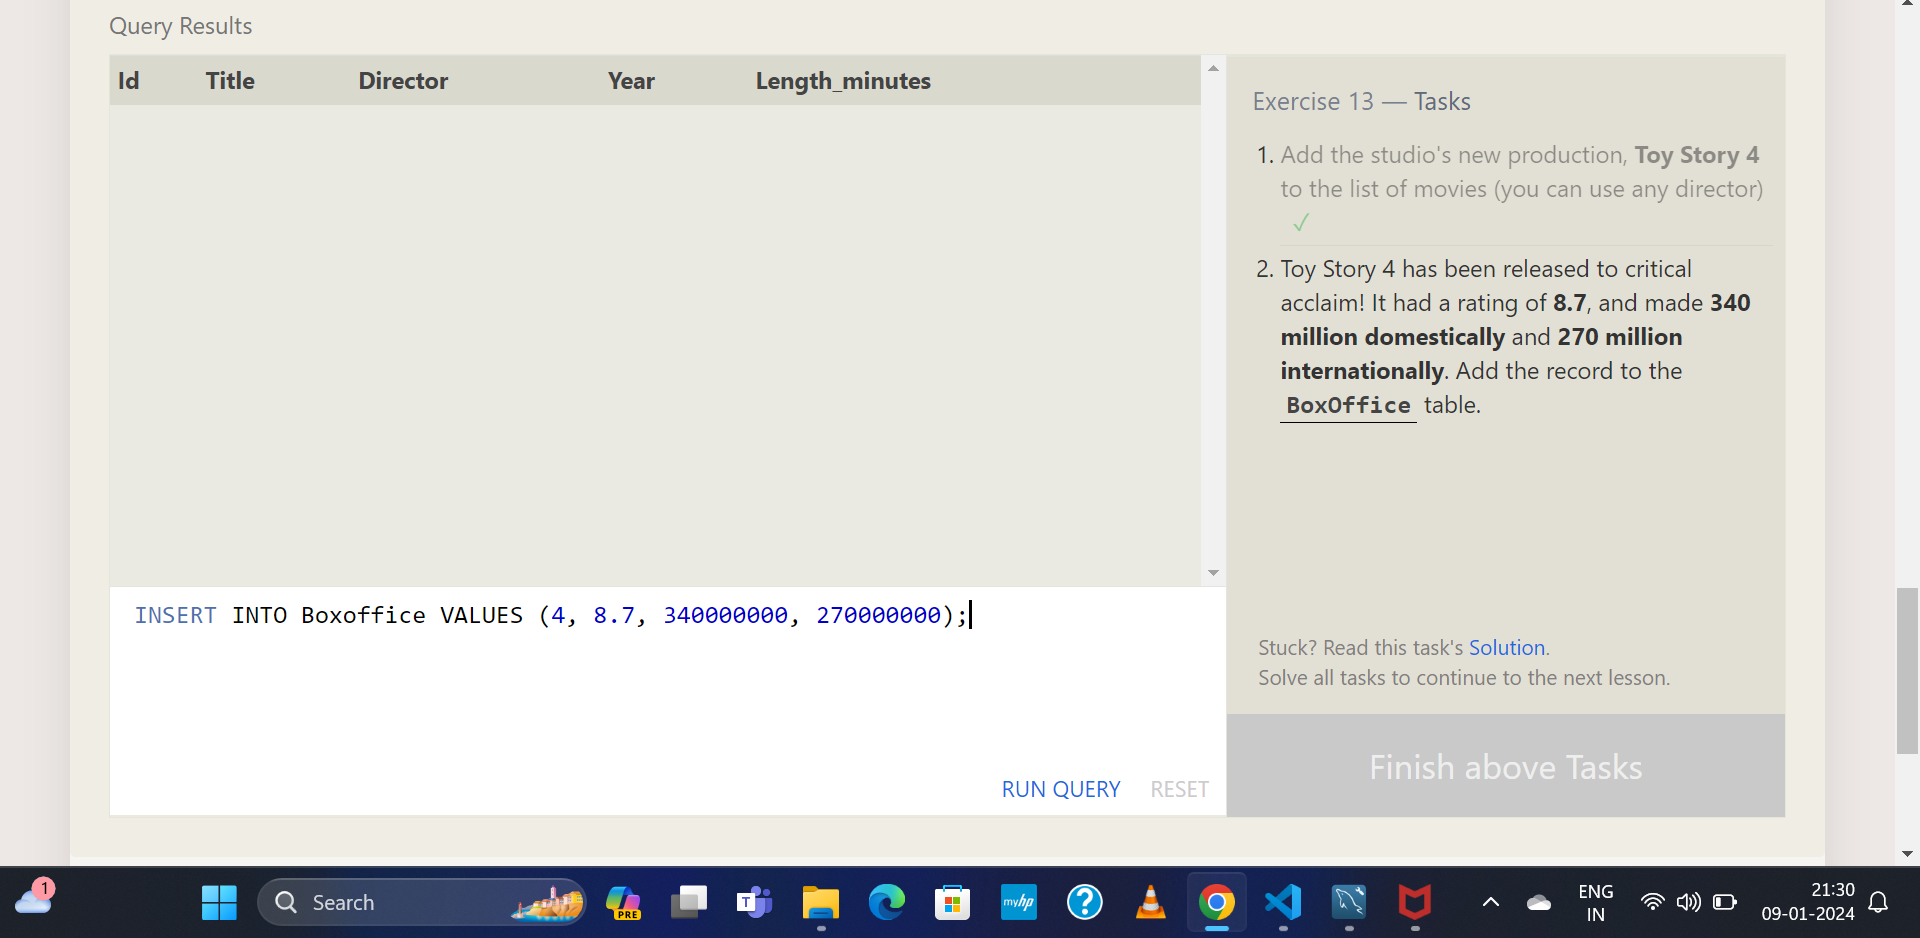 Query Results
Id Title Director Year Length_minutes
Exercise 13 — Tasks
1. Add the studio's new production, Toy Story 4
to the list of movies (you can use any director)
✓
2. Toy Story 4 has been released to critical
acclaim! It had a rating of 8.7, and made 340
million domestically and 270 million
internationally. Add the record to the
BoxOffice table.
INSERT INTO Boxoffice VALUES (4, 8.7, 340000000, 270000000);
Stuck? Read this task's Solution.
Solve all tasks to continue to the next lesson.
RUN QUERY RESET
Finish above Tasks
1
Search
PRE
T
myhp
?
ENG
IN
21:30
09-01-2024